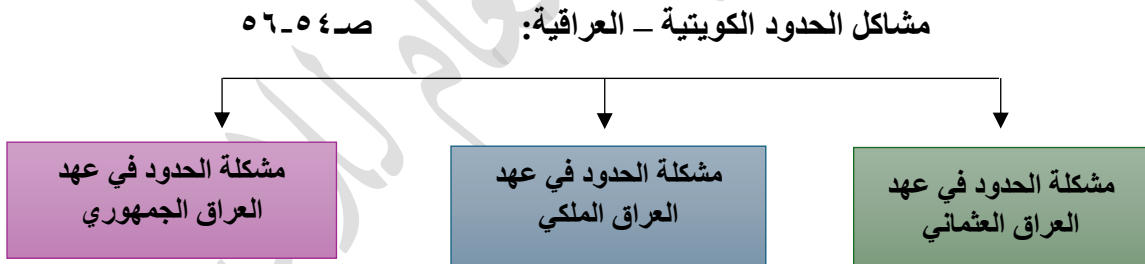 مشاكل الحدود الكويتية – العراقية: صـ٥٤-٥٦
مشكلة الحدود في عهد
العراق العثماني
مشكلة الحدود في عهد
العراق الملكي
مشكلة الحدود في عهد
العراق الجمهوري